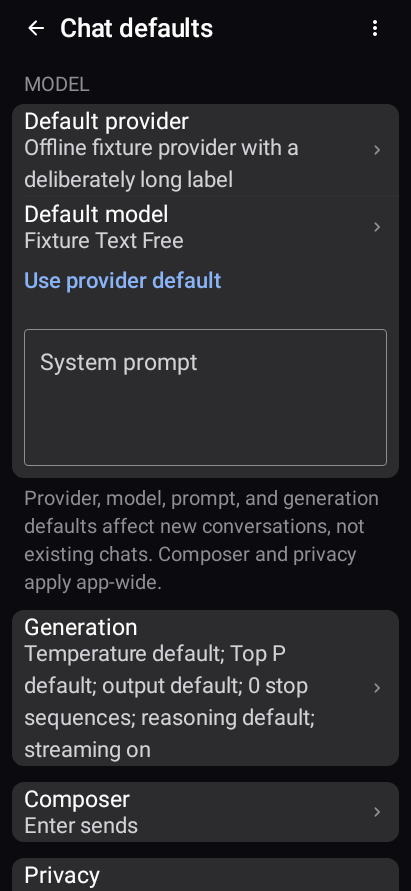 Chat defaults
MODEL
Default provider
Offline fixture provider with a
deliberately long label
Default model
Fixture Text Free
Use provider default
System prompt
Provider, model, prompt, and generation
defaults affect new conversations, not
existing chats. Composer and privacy
apply app-wide.
Generation
Temperature default; Top P
default; output default; 0 stop
sequences; reasoning default;
streaming on
Composer
Enter sends
Privacy